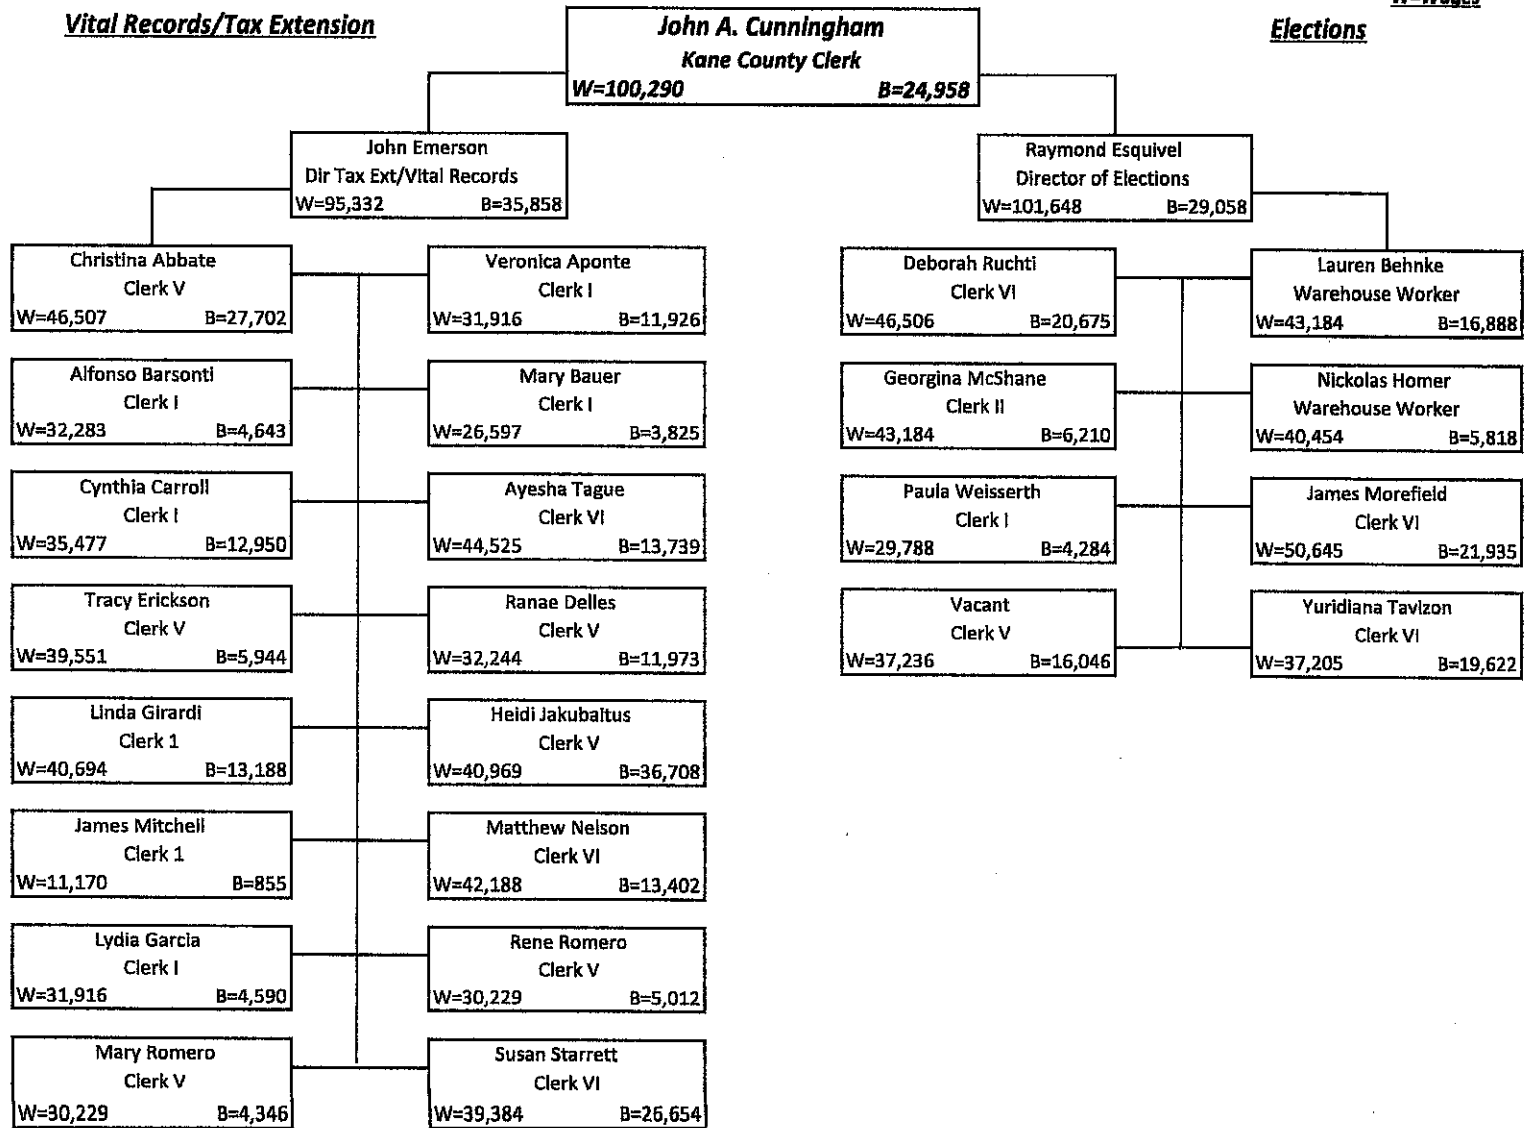 Vital Records/Tax Extension
John A. Cunningham
Kane County Clerk
W=100,290 B=24,958
W=Wages
Elections
John Emerson
Dir Tax Ext/Vital Records
W=95,332 B=35,858
Raymond Esquivel
Director of Elections
W=101,648 B=29,058
Christina Abbate
Clerk V
W=46,507 B=27,702
Veronica Aponte
Clerk I
W=31,916 B=11,926
Alfonso Barsonti
Clerk I
W=32,283 B=4,643
Mary Bauer
Clerk I
W=26,597 B=3,825
Cynthia Carroll
Clerk I
W=35,477 B=12,950
Ayesha Tague
Clerk VI
W=44,525 B=13,739
Tracy Erickson
Clerk V
W=39,551 B=5,944
Ranae Delles
Clerk V
W=32,244 B=11,973
Linda Girardi
Clerk 1
W=40,694 B=13,188
Heidi Jakubaitus
Clerk V
W=40,969 B=36,708
James Mitchell
Clerk 1
W=11,170 B=855
Matthew Nelson
Clerk VI
W=42,188 B=13,402
Lydia Garcia
Clerk I
W=31,916 B=4,590
Rene Romero
Clerk V
W=30,229 B=5,012
Mary Romero
Clerk V
W=30,229 B=4,346
Susan Starrett
Clerk VI
W=39,384 B=26,654
Deborah Ruchti
Clerk VI
W=46,506 B=20,675
Lauren Behnke
Warehouse Worker
W=43,184 B=16,888
Georgina McShane
Clerk II
W=43,184 B=6,210
Nickolas Homer
Warehouse Worker
W=40,454 B=5,818
Paula Weisserth
Clerk I
W=29,788 B=4,284
James Morefield
Clerk VI
W=50,645 B=21,935
Vacant
Clerk V
W=37,236 B=16,046
Yuridiana Tavizon
Clerk VI
W=37,205 B=19,622